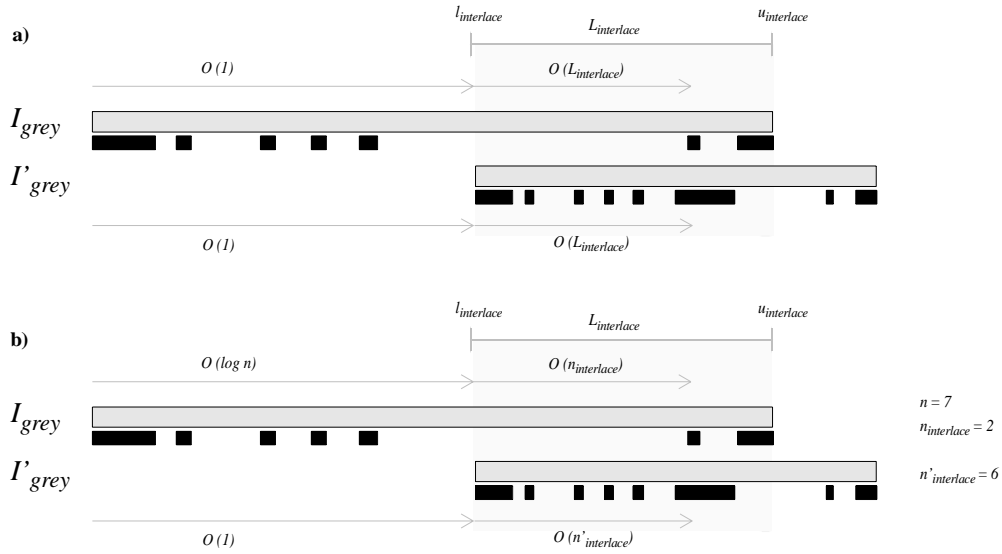 l_interlace u_interlace
L_interlace
a)
O (1) O (L_interlace)
I_grey
I’_grey
O (1) O (L_interlace)
l_interlace u_interlace
L_interlace
b)
O (log n) O (n_interlace)
I_grey
n = 7
n_interlace = 2
I’_grey
n’_interlace = 6
O (1) O (n’_interlace)